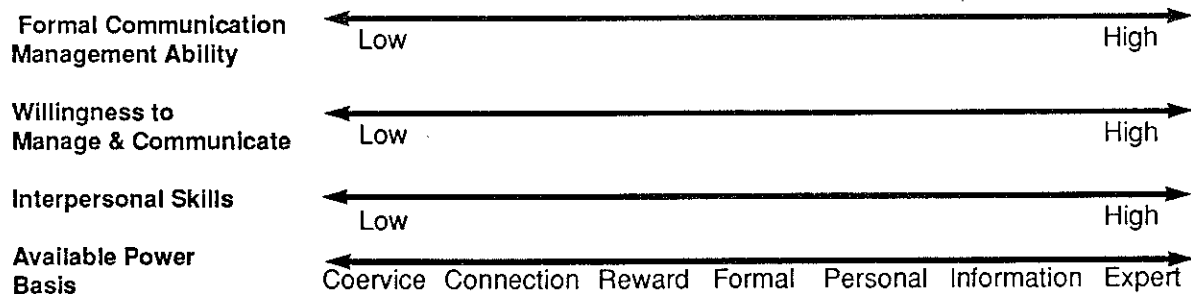 Formal Communication
Management Ability
Low High
Willingness to
Manage & Communicate
Low High
Interpersonal Skills
Low High
Available Power
Basis
Coervice Connection Reward Formal Personal Information Expert